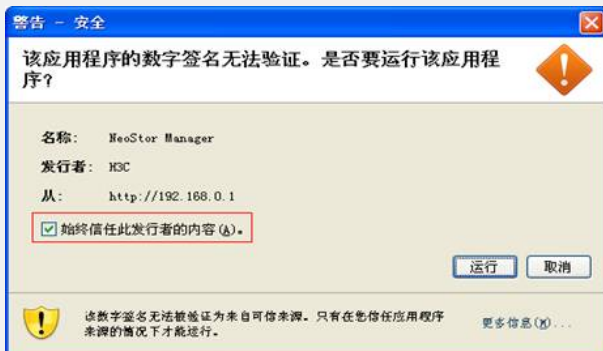 警告 - 安全
该应用程序的数字签名无法验证。是否要运行该应用程
序?
名称： NeoStor Manager
发行者： H3C
从： http://192.168.0.1
始终信任此发行者的内容(A)。
运行 取消
该数字签名无法被验证为来自可信来源。只有在您信任应用程序
来源的情况下才能运行。
更多信息(M)...